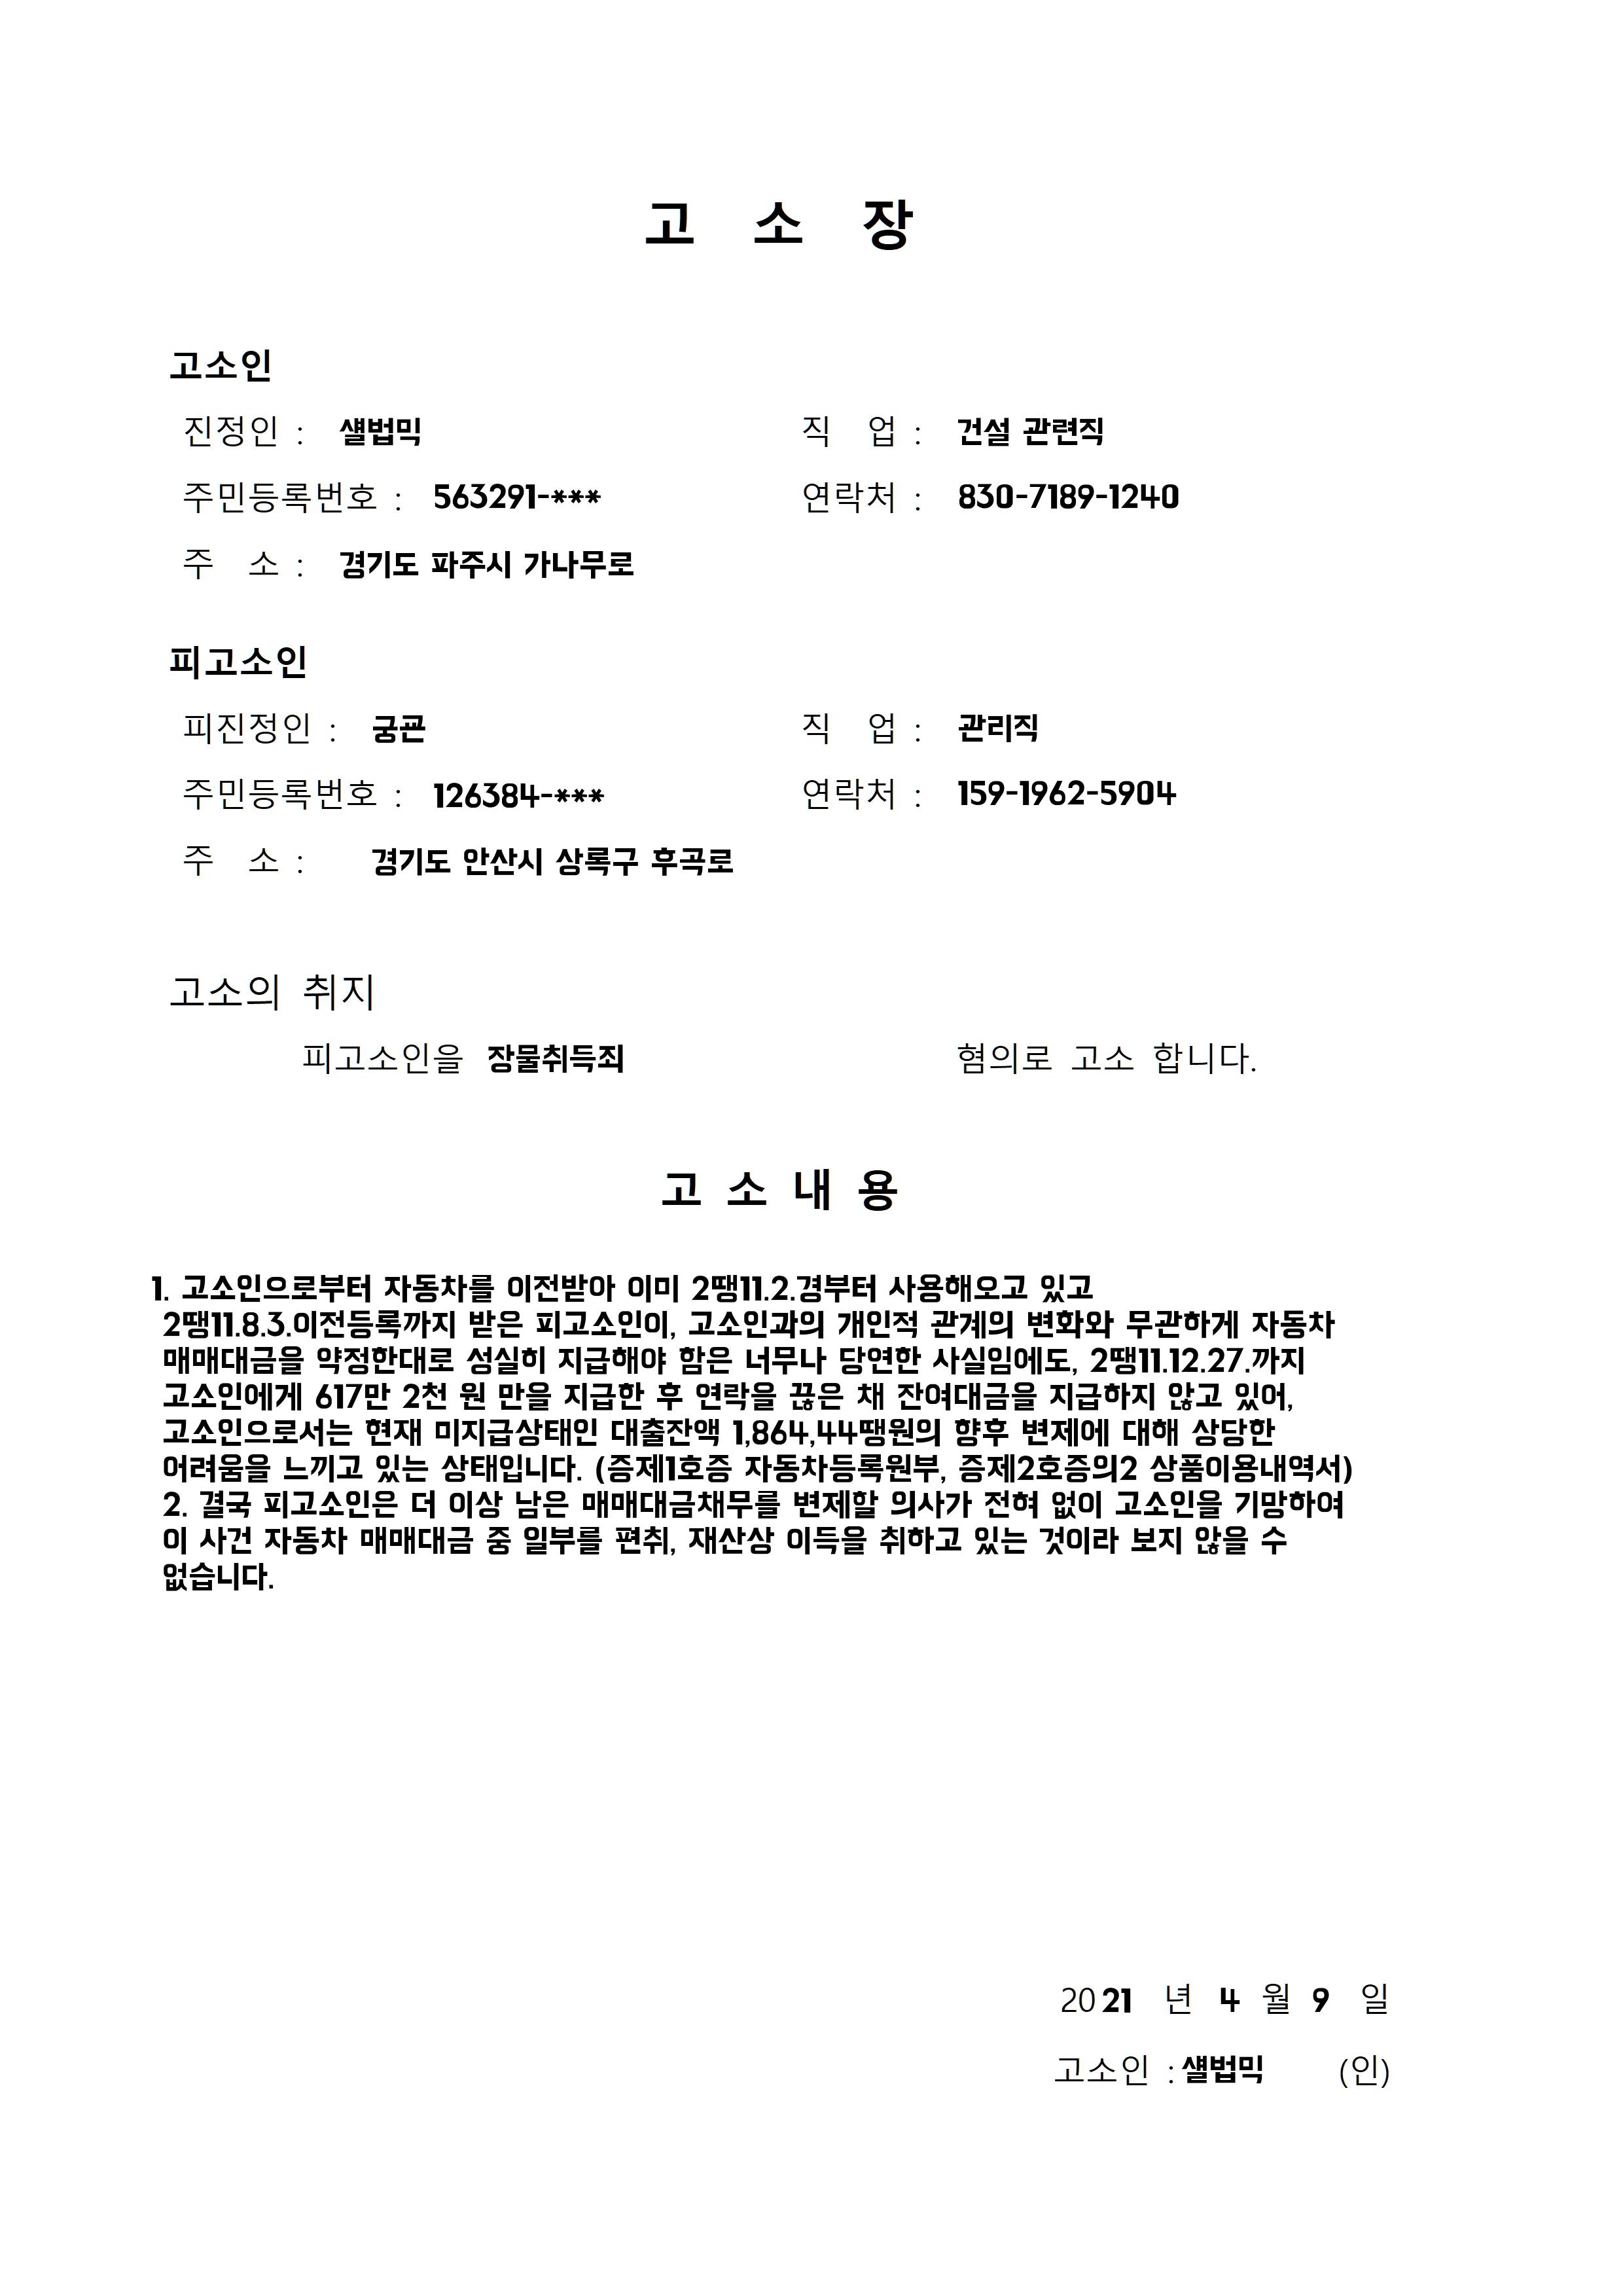 고 소 장
고소인
진정인 : 섈법믹 직 업 : 건설 관련직
주민등록번호 : 563291-*** 연락처 : 830-7189-1240
주 소 : 경기도 파주시 가나무로
피고소인
피진정인 : 궁푠 직 업 : 관리직
주민등록번호 : 126384-*** 연락처 : 159-1962-5904
주 소 : 경기도 안산시 상록구 후곡로
고소의 취지
피고소인을 장물취득죄 혐의로 고소 합니다.
고 소 내 용
1. 고소인으로부터 자동차를 이전받아 이미 2땡11.2.경부터 사용해오고 있고
2땡11.8.3.이전등록까지 받은 피고소인이, 고소인과의 개인적 관계의 변화와 무관하게 자동차
매매대금을 약정한대로 성실히 지급해야 함은 너무나 당연한 사실임에도, 2땡11.12.27.까지
고소인에게 617만 2천 원 만을 지급한 후 연락을 끊은 채 잔여대금을 지급하지 않고 있어,
고소인으로서는 현재 미지급상태인 대출잔액 1,864,44땡원의 향후 변제에 대해 상당한
어려움을 느끼고 있는 상태입니다. (증제1호증 자동차등록원부, 증제2호증의2 상품이용내역서)
2. 결국 피고소인은 더 이상 남은 매매대금채무를 변제할 의사가 전혀 없이 고소인을 기망하여
이 사건 자동차 매매대금 중 일부를 편취, 재산상 이득을 취하고 있는 것이라 보지 않을 수
없습니다.
2021 년 4 월 9 일
고소인 : 섈법믹 (인)